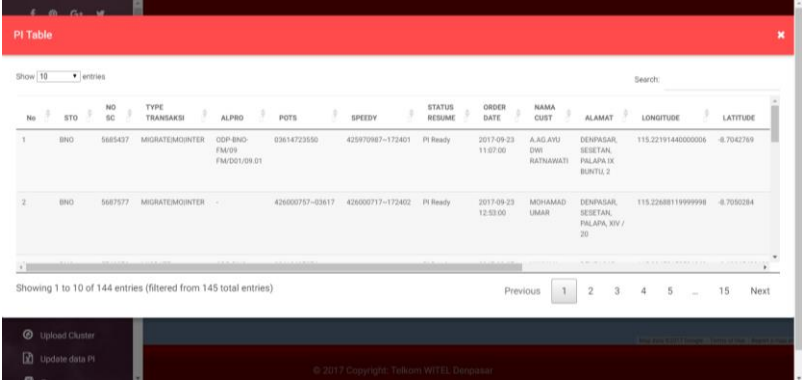 PI Table
×
Show 10 entries
Search:
No STO NO SC TYPE TRANSAKSI ALPRO POTS SPEEDY STATUS RESUME ORDER DATE NAMA CUST ALAMAT LONGITUDE LATITUDE
1 BNO 5685437 MIGRATE|MO|INTER ODP-BNO-FM/09 FM/D01/09.01 03614723550 425970987~172401 PI Ready 2017-09-23 11:07:00 A.AG.AYU DWI RATNAWATI DENPASAR, SESETAN, PALAPA IX BUNTU, 2 115.22191440000006 -8.7042769
2 BNO 5687577 MIGRATE|MO|INTER - 426000757~03617 426000717~172402 PI Ready 2017-09-23 12:53:00 MOHAMAD UMAR DENPASAR, SESETAN, PALAPA, XIV / 20 115.22688119999998 -8.7050284
Showing 1 to 10 of 144 entries (filtered from 145 total entries)
Previous 1 2 3 4 5 ... 15 Next
Upload Cluster
Update data PI
© 2017 Copyright: Telkom WITEL Denpasar